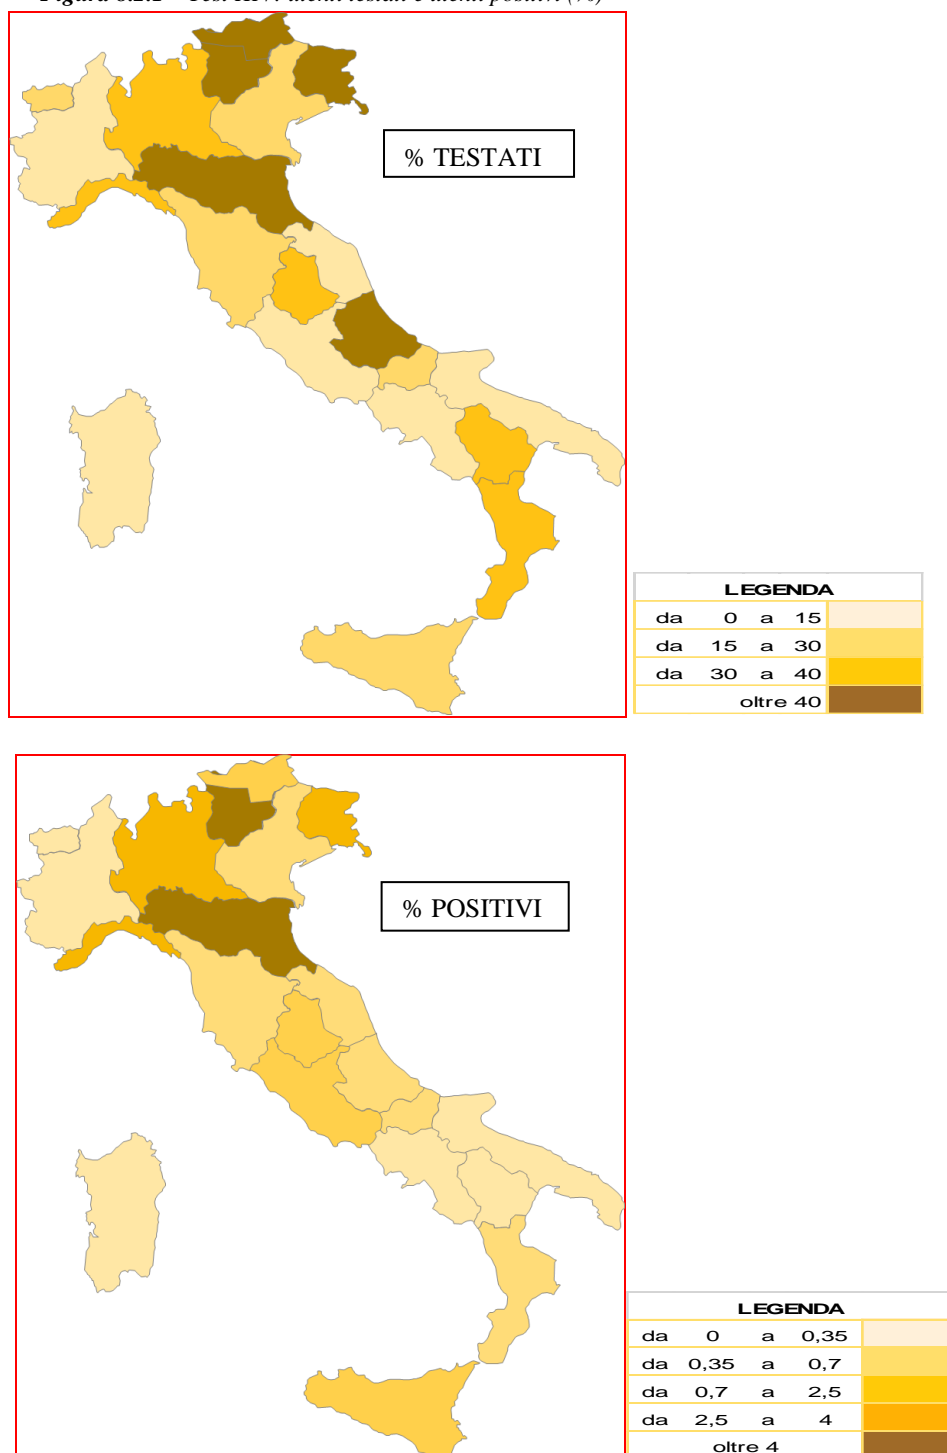 % TESTATI
LEGENDA
da 0 a 15
da 15 a 30
da 30 a 40
oltre 40
% POSITIVI
LEGENDA
da 0 a 0,35
da 0,35 a 0,7
da 0,7 a 2,5
da 2,5 a 4
oltre 4